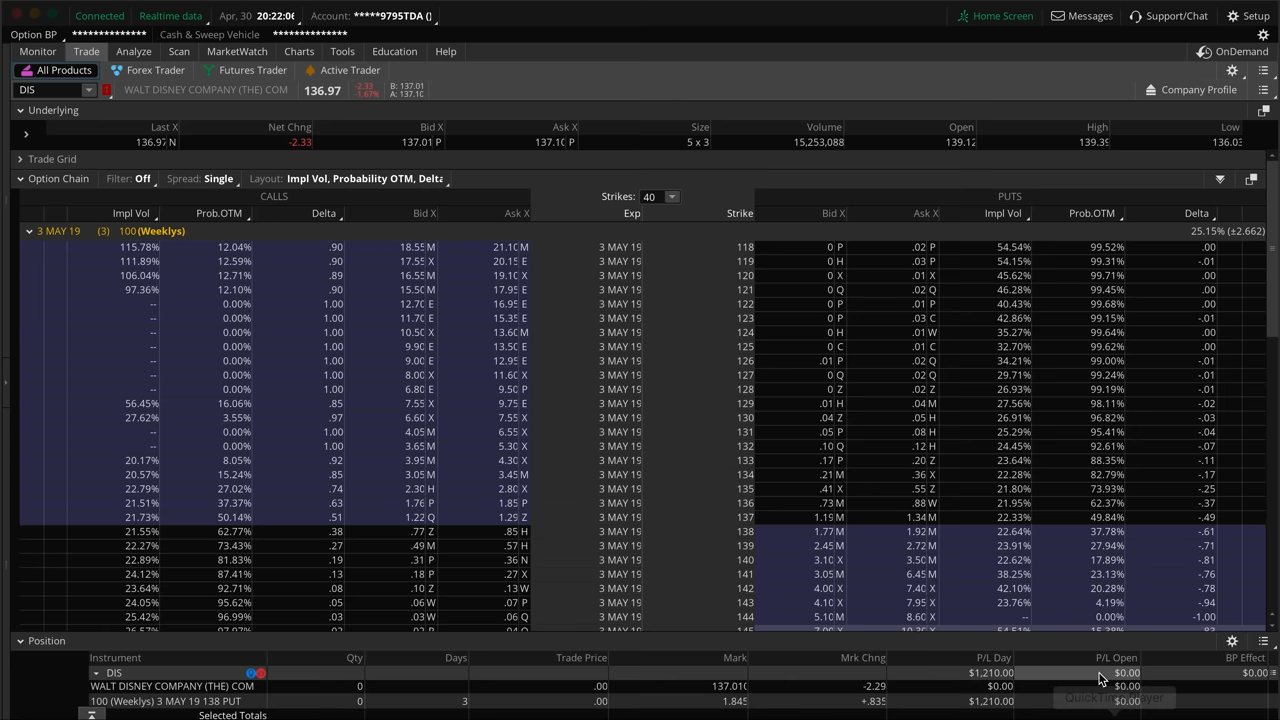 Connected Realtime data Apr, 30 20:22:06 Account: *****9795TDA () Home Screen Messages Support/Chat Setup
Option BP ************** Cash & Sweep Vehicle **************
Monitor Trade Analyze Scan MarketWatch Charts Tools Education Help OnDemand
All Products Forex Trader Futures Trader Active Trader
DIS WALT DISNEY COMPANY (THE) COM 136.97 -2.33 -1.67% B: 137.01 A: 137.10 Company Profile
Underlying
Last X Net Chng Bid X Ask X Size Volume Open High Low
136.97 N -2.33 137.01 P 137.10 P 5 x 3 15,253,088 139.12 139.39 136.03
Trade Grid
Option Chain Filter: Off Spread: Single Layout: Impl Vol, Probability OTM, Delta
CALLS Strikes: 40 PUTS
Impl Vol Prob.OTM Delta Bid X Ask X Exp Strike Bid X Ask X Impl Vol Prob.OTM Delta
3 MAY 19 (3) 100 (Weeklys) 25.15% (±2.662)
115.78% 12.04% .90 18.55 M 21.10 M 3 MAY 19 118 0 P .02 P 54.54% 99.52% .00
111.89% 12.59% .90 17.55 X 20.15 E 3 MAY 19 119 0 H .03 P 54.15% 99.31% -.01
106.04% 12.71% .89 16.55 M 19.10 X 3 MAY 19 120 0 X .01 X 45.62% 99.71% .00
97.36% 12.10% .90 15.50 M 17.95 E 3 MAY 19 121 0 Q .02 Q 46.28% 99.45% .00
-- 0.00% 1.00 12.70 E 16.95 E 3 MAY 19 122 0 P .01 P 40.43% 99.68% .00
-- 0.00% 1.00 11.70 E 15.35 E 3 MAY 19 123 0 P .03 C 42.86% 99.15% -.01
-- 0.00% 1.00 10.50 X 13.60 M 3 MAY 19 124 0 H .01 W 35.27% 99.64% .00
-- 0.00% 1.00 9.90 E 13.50 E 3 MAY 19 125 0 C .01 C 32.70% 99.62% .00
-- 0.00% 1.00 9.00 E 12.95 E 3 MAY 19 126 .01 P .02 Q 34.21% 99.00% -.01
-- 0.00% 1.00 8.00 X 11.60 X 3 MAY 19 127 0 Q .02 Q 29.71% 99.24% -.01
-- 0.00% 1.00 6.80 E 9.50 P 3 MAY 19 128 0 Z .02 Z 26.93% 99.19% -.01
56.45% 16.06% .85 7.55 X 9.75 E 3 MAY 19 129 .01 H .04 M 27.56% 98.11% -.02
27.62% 3.55% .97 6.60 X 7.55 X 3 MAY 19 130 .04 Z .05 H 26.91% 96.82% -.03
-- 0.00% 1.00 4.05 M 6.55 X 3 MAY 19 131 .05 P .08 H 25.29% 95.41% -.04
-- 0.00% 1.00 3.65 M 5.30 X 3 MAY 19 132 .10 Q .12 H 24.44% 92.61% -.07
20.17% 8.05% .92 3.95 M 4.30 X 3 MAY 19 133 .17 P .20 Z 23.64% 88.35% -.11
20.57% 15.24% .85 3.05 M 3.45 M 3 MAY 19 134 .21 M .36 X 22.28% 82.79% -.17
22.79% 27.02% .74 2.30 H 2.80 X 3 MAY 19 135 .41 X .55 Z 21.80% 73.93% -.25
21.51% 37.37% .63 1.76 P 1.85 P 3 MAY 19 136 .73 M .88 W 21.95% 62.37% -.37
21.73% 50.14% .51 1.22 Q 1.29 Z 3 MAY 19 137 1.19 M 1.34 M 22.33% 49.84% -.49
21.55% 62.77% .38 .77 Z .85 H 3 MAY 19 138 1.77 M 1.92 M 22.64% 37.78% -.61
22.27% 73.43% .27 .49 M .57 H 3 MAY 19 139 2.45 M 2.72 M 23.91% 27.94% -.71
22.89% 81.83% .19 .31 P .36 N 3 MAY 19 140 3.10 X 3.50 M 22.62% 17.89% -.81
24.12% 87.41% .13 .18 P .27 X 3 MAY 19 141 3.05 M 6.45 M 38.25% 23.13% -.76
23.64% 92.71% .08 .10 Z .13 W 3 MAY 19 142 4.00 X 7.40 X 42.10% 20.28% -.78
24.05% 95.62% .05 .06 W .07 P 3 MAY 19 143 4.10 X 7.95 X 23.76% 4.19% -.94
25.42% 96.99% .03 .03 W .06 Q 3 MAY 19 144 5.10 M 8.60 X -- 0.00% -1.00
Position
Instrument Qty Days Trade Price Mark Mrk Chng P/L Day P/L Open BP Effect
DIS $1,210.00 $0.00 $0.00
WALT DISNEY COMPANY (THE) COM 0 .00 137.010 -2.29 $0.00 $0.00
100 (Weeklys) 3 MAY 19 138 PUT 0 3 .00 1.845 +.835 $1,210.00 $0.00
Selected Totals